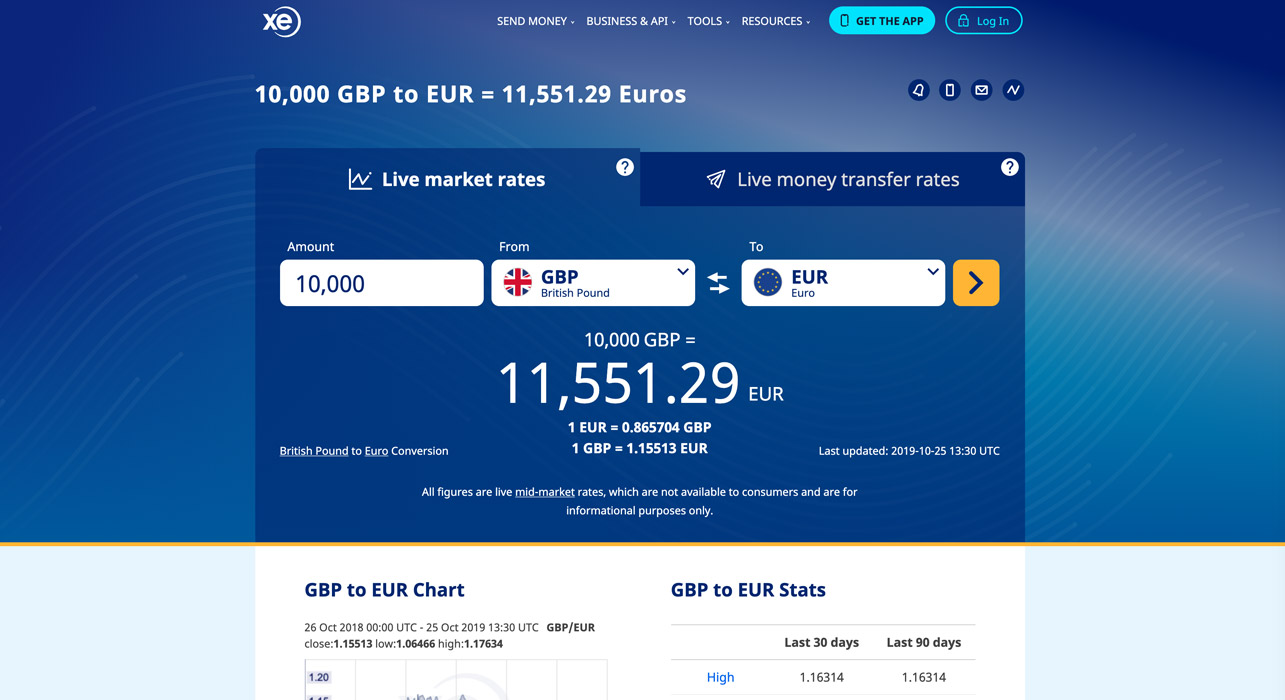 xe
SEND MONEY
BUSINESS & API
TOOLS
RESOURCES
GET THE APP
Log In
10,000 GBP to EUR = 11,551.29 Euros
Live market rates
?
Live money transfer rates
?
Amount
From
To
10,000
GBP
British Pound
EUR
Euro
10,000 GBP =
11,551.29 EUR
1 EUR = 0.865704 GBP
1 GBP = 1.15513 EUR
British Pound to Euro Conversion
Last updated: 2019-10-25 13:30 UTC
All figures are live mid-market rates, which are not available to consumers and are for
informational purposes only.
GBP to EUR Chart
26 Oct 2018 00:00 UTC - 25 Oct 2019 13:30 UTC GBP/EUR
close:1.15513 low:1.06466 high:1.17634
1.20
GBP to EUR Stats
Last 30 days
Last 90 days
High
1.16314
1.16314